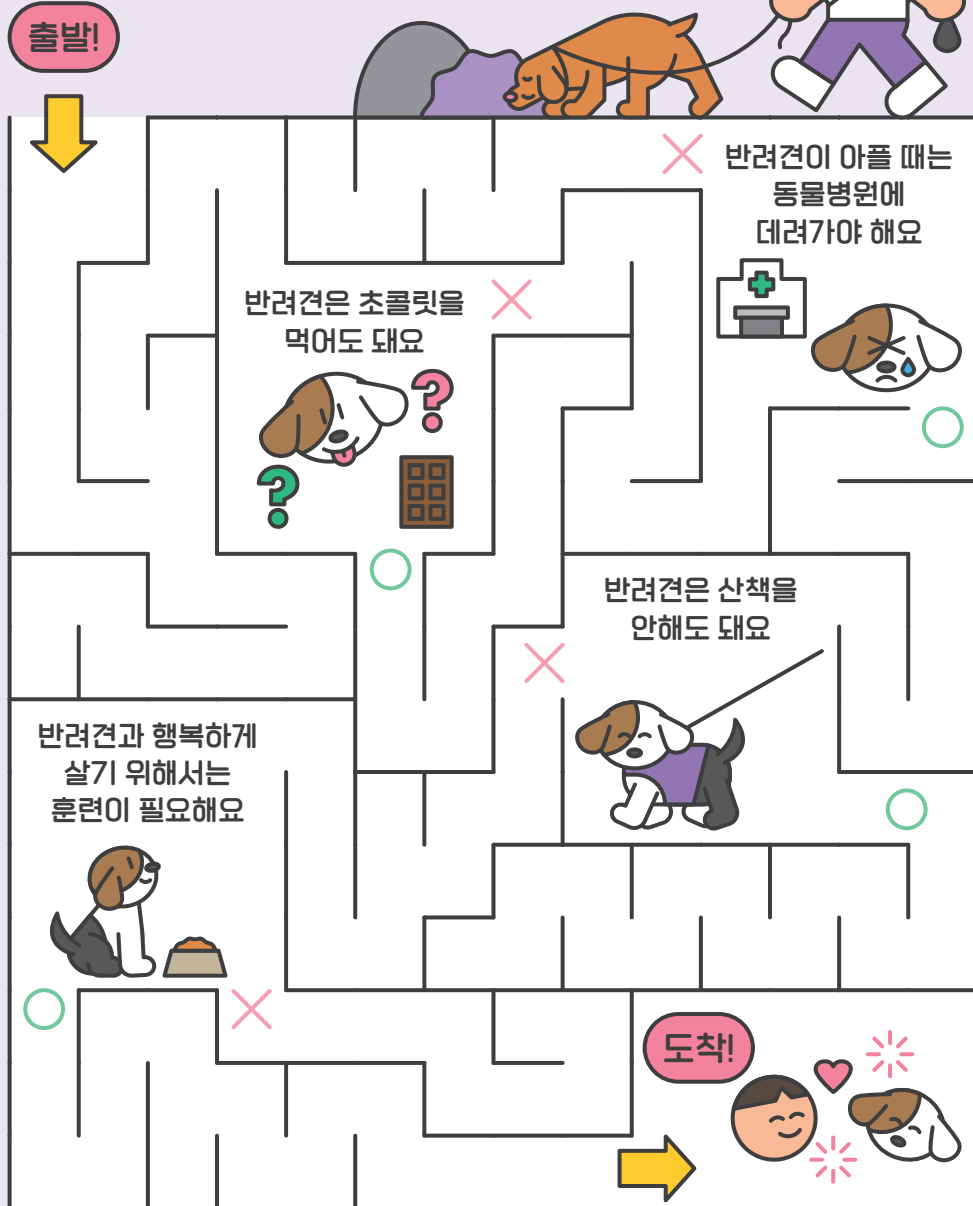 출발!
반려견이 아플 때는
동물병원에
데려가야 해요
반려견은 초콜릿을
먹어도 돼요
반려견은 산책을
안해도 돼요
반려견과 행복하게
살기 위해서는
훈련이 필요해요
도착!